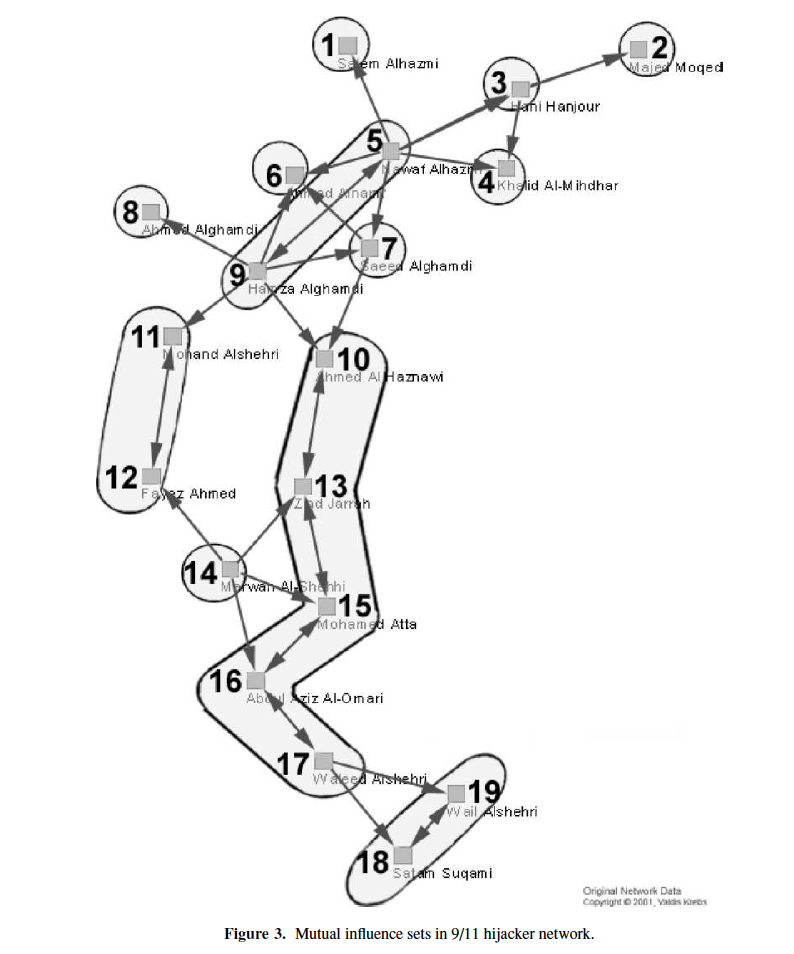 1
Salem Alhazmi
2
Majed Moqed
3
Hani Hanjour
5
Nawaf Alhazmi
6
Ahmed Alnami
4
Khalid Al-Mihdhar
8
Ahmed Alghamdi
7
Saeed Alghamdi
9
Hamza Alghamdi
11
Mohand Alshehri
10
Ahmed Al Haznawi
12
Fayez Ahmed
13
Ziad Jarrah
14
Marwan Al-Shehhi
15
Mohamed Atta
16
Abdul Aziz Al-Omari
17
Waleed Alshehri
19
Wail Alshehri
18
Satam Suqami
Original Network Data
Copyright © 2001, Valdis Krebs
Figure 3. Mutual influence sets in 9/11 hijacker network.